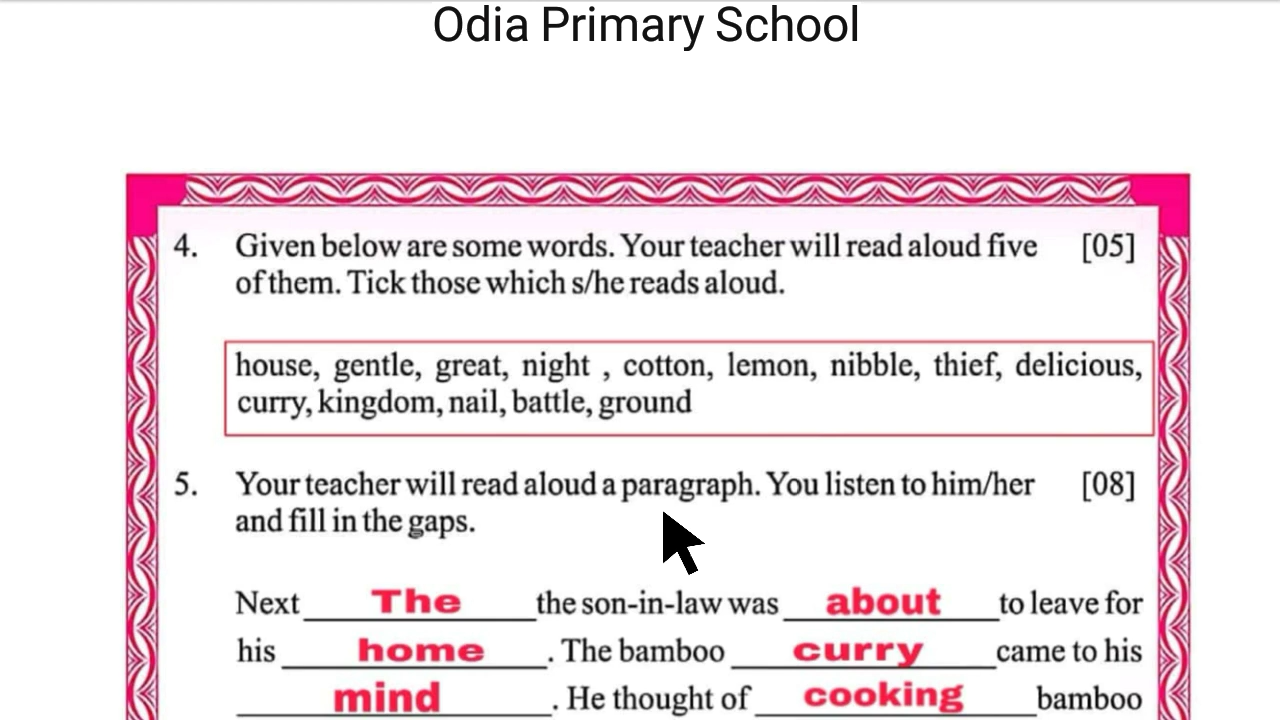 Odia Primary School
4. Given below are some words. Your teacher will read aloud five [05]
of them. Tick those which s/he reads aloud.
house, gentle, great, night , cotton, lemon, nibble, thief, delicious,
curry, kingdom, nail, battle, ground
5. Your teacher will read aloud a paragraph. You listen to him/her [08]
and fill in the gaps.
Next The the son-in-law was about to leave for
his home. The bamboo curry came to his
mind. He thought of cooking bamboo